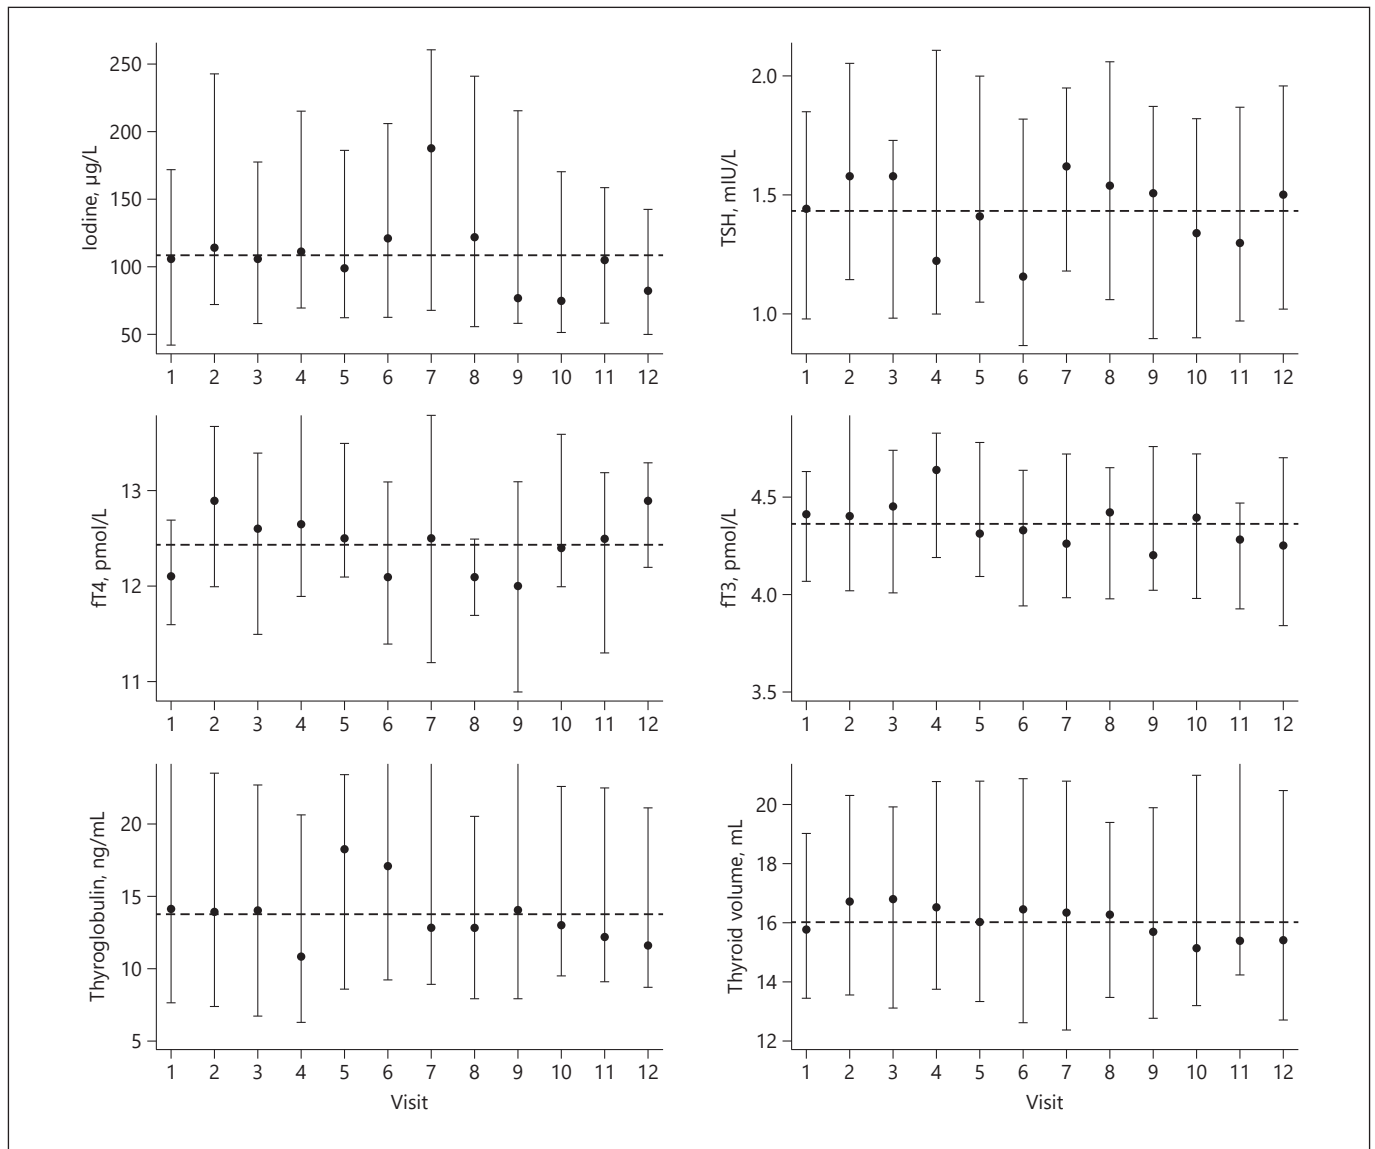 Iodine, µg/L
250
200
150
100
50
1 2 3 4 5 6 7 8 9 10 11 12
TSH, mIU/L
2.0
1.5
1.0
1 2 3 4 5 6 7 8 9 10 11 12
fT4, pmol/L
13
12
11
1 2 3 4 5 6 7 8 9 10 11 12
fT3, pmol/L
4.5
4.0
3.5
1 2 3 4 5 6 7 8 9 10 11 12
Thyroglobulin, ng/mL
20
15
10
5
1 2 3 4 5 6 7 8 9 10 11 12
Visit
Thyroid volume, mL
20
18
16
14
12
1 2 3 4 5 6 7 8 9 10 11 12
Visit